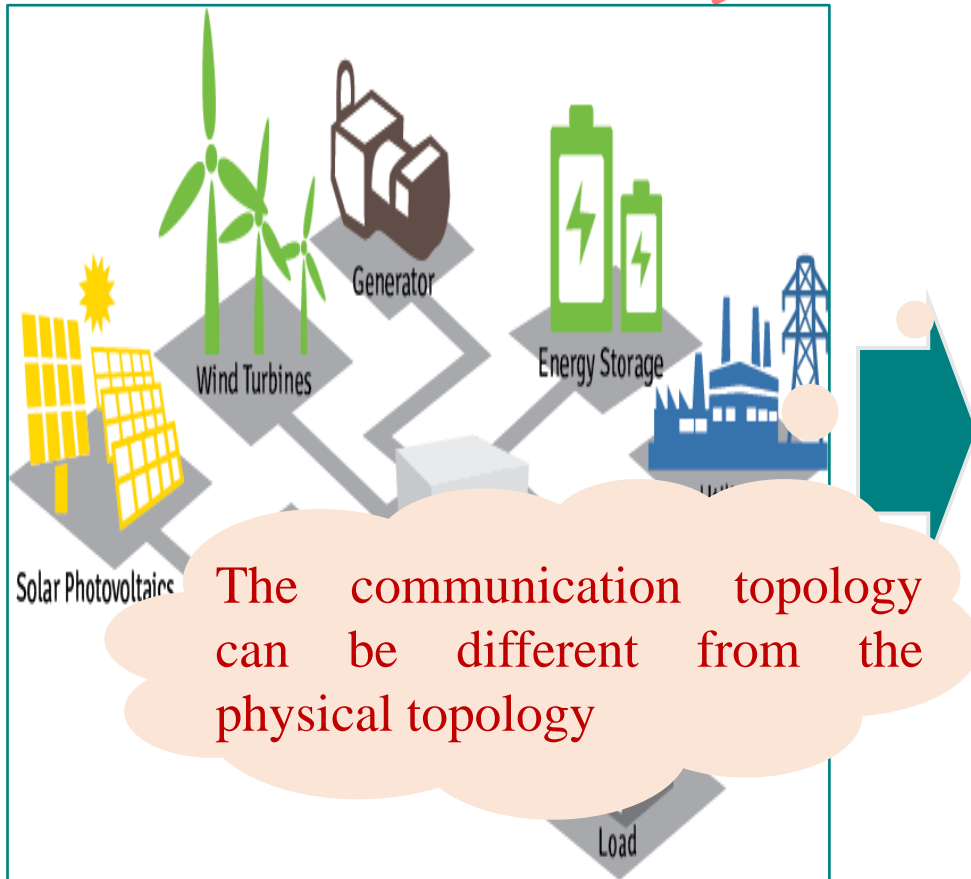 Generator
Energy Storage
Wind Turbines
Solar Photovoltaics
The communication topology
can be different from the
physical topology
Load